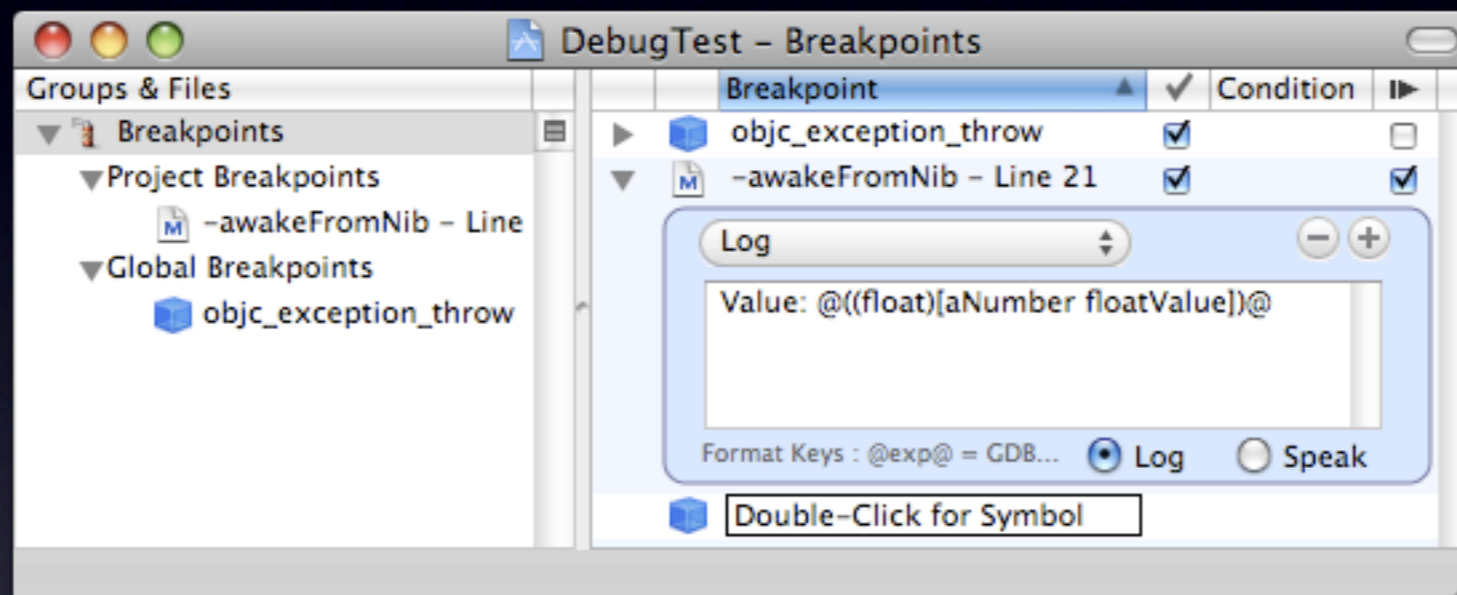 DebugTest – Breakpoints
Groups & Files
Breakpoint
Condition
Breakpoints
Project Breakpoints
-awakeFromNib – Line
Global Breakpoints
objc_exception_throw
objc_exception_throw
-awakeFromNib – Line 21
Log
Value: @((float)[aNumber floatValue])@
Format Keys : @exp@ = GDB...
Log
Speak
Double-Click for Symbol